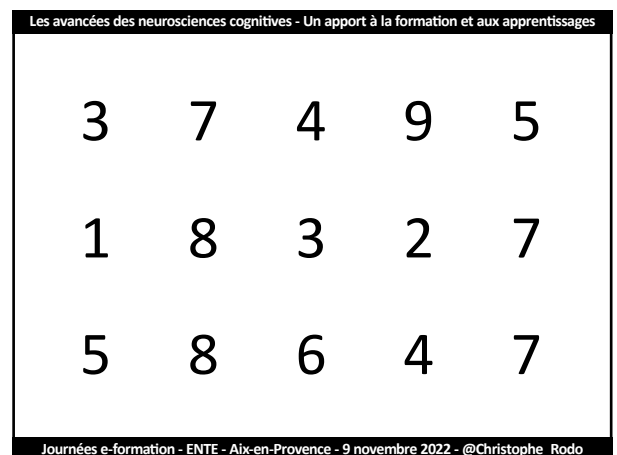 Les avancées des neurosciences cognitives - Un apport à la formation et aux apprentissages
3 7 4 9 5
1 8 3 2 7
5 8 6 4 7
Journées e-formation - ENTE - Aix-en-Provence - 9 novembre 2022 - @Christophe_Rodo